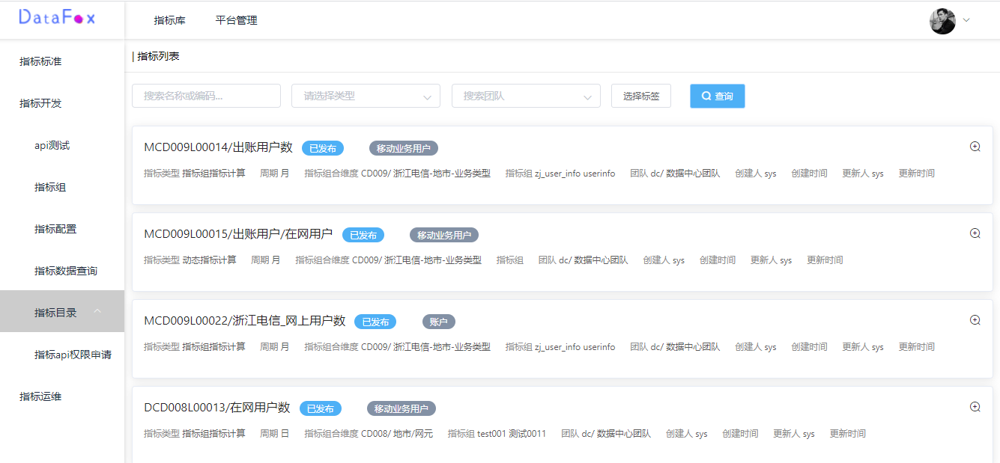 DataFox
指标库 平台管理
指标标准
指标开发
api测试
指标组
指标配置
指标数据查询
指标目录
指标api权限申请
指标运维
| 指标列表
搜索名称或编码... 请选择类型 搜索团队 选择标签 查询
MCD009L00014/出账用户数 已发布 移动业务用户
指标类型 指标组指标计算 周期 月 指标组合维度 CD009/ 浙江电信-地市-业务类型 指标组 zj_user_info userinfo 团队 dc/ 数据中心团队 创建人 sys 创建时间 更新人 sys 更新时间
MCD009L00015/出账用户/在网用户 已发布 移动业务用户
指标类型 动态指标计算 周期 月 指标组合维度 CD009/ 浙江电信-地市-业务类型 指标组 团队 dc/ 数据中心团队 创建人 sys 创建时间 更新人 sys 更新时间
MCD009L00022/浙江电信_网上用户数 已发布 账户
指标类型 指标组指标计算 周期 月 指标组合维度 CD009/ 浙江电信-地市-业务类型 指标组 zj_user_info userinfo 团队 dc/ 数据中心团队 创建人 sys 创建时间 更新人 sys 更新时间
DCD008L00013/在网用户数 已发布 移动业务用户
指标类型 指标组指标计算 周期 日 指标组合维度 CD008/ 地市/网元 指标组 test001 测试0011 团队 dc/ 数据中心团队 创建人 sys 创建时间 更新人 sys 更新时间